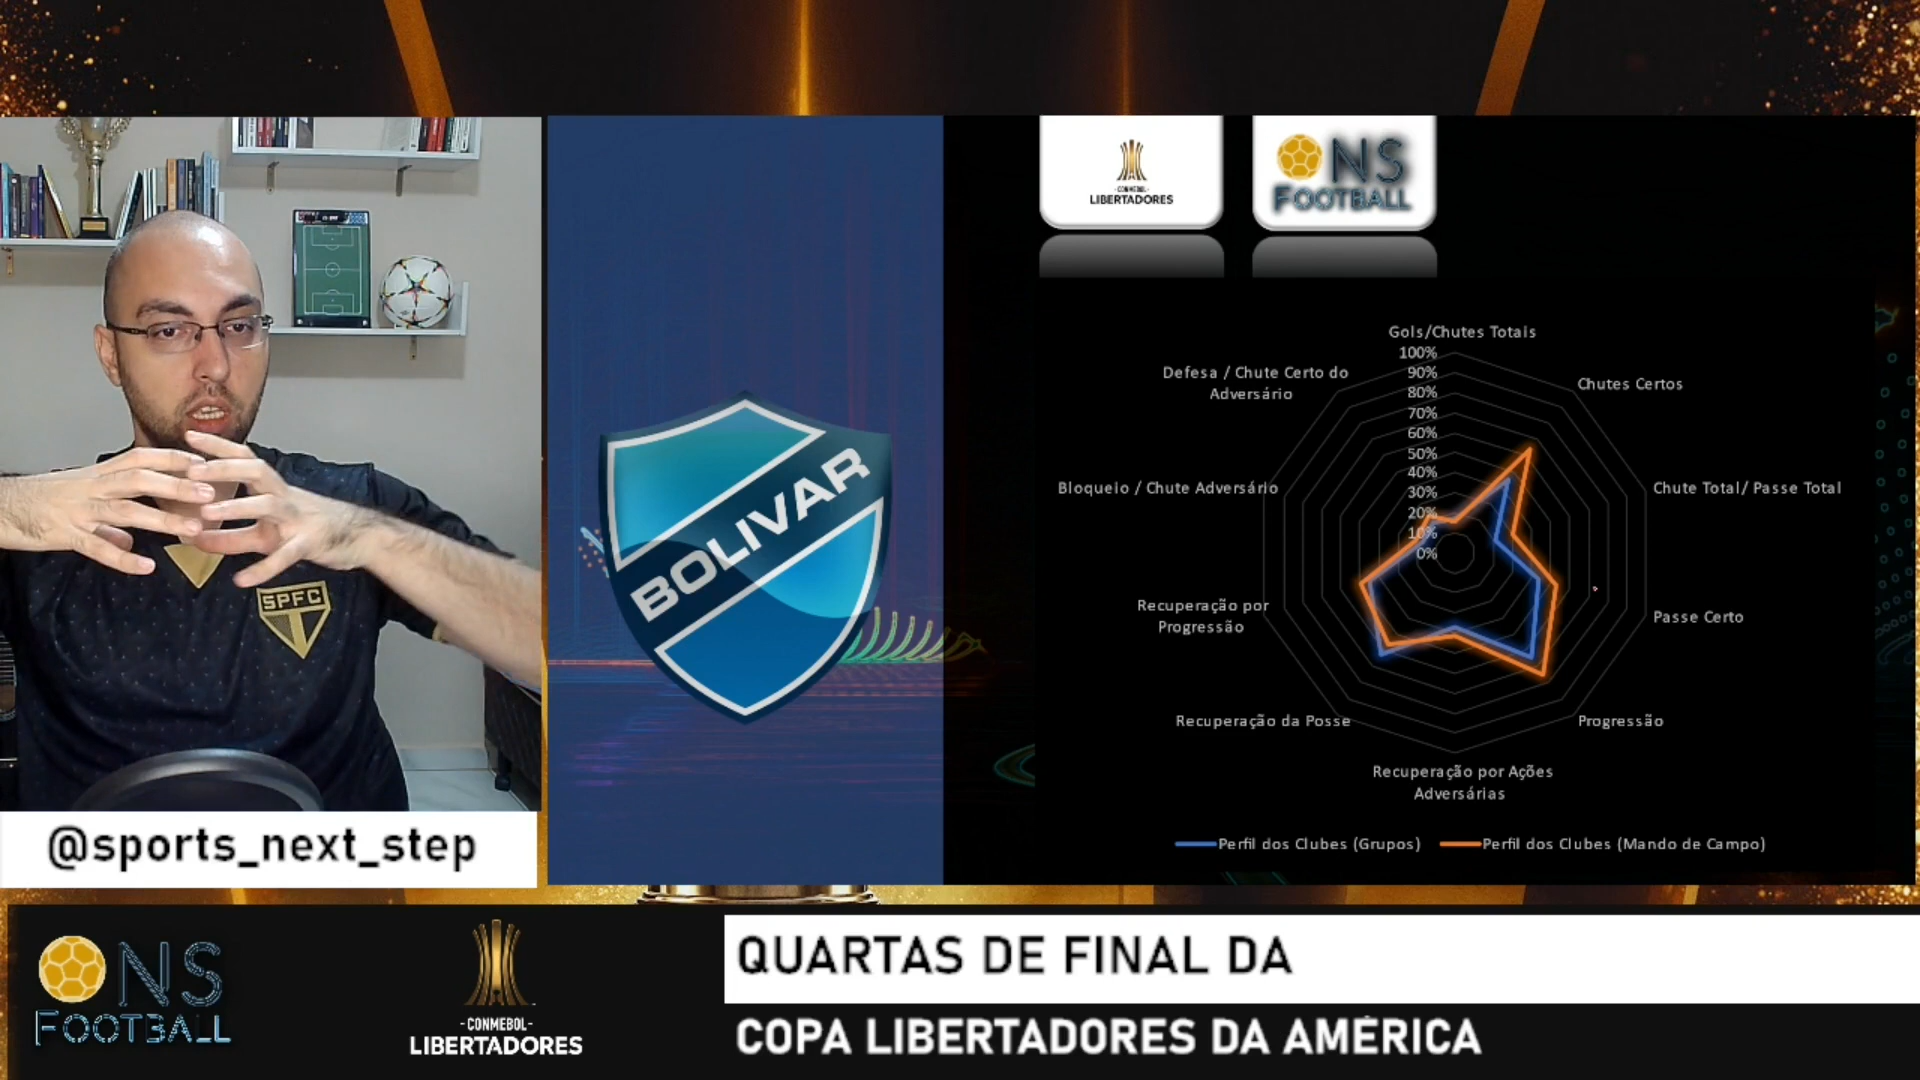 CONMEBOL
LIBERTADORES
NS
FOOTBALL
SPFC
BOLIVAR
Gols/Chutes Totais
Chutes Certos
Chute Total/ Passe Total
Passe Certo
Progressão
Recuperação por Ações
Adversárias
Recuperação da Posse
Recuperação por
Progressão
Bloqueio / Chute Adversário
Defesa / Chute Certo do
Adversário
100%
90%
80%
70%
60%
50%
40%
30%
20%
10%
0%
Perfil dos Clubes (Grupos)
Perfil dos Clubes (Mando de Campo)
@sports_next_step
NS
FOOTBALL
-CONMEBOL-
LIBERTADORES
QUARTAS DE FINAL DA
COPA LIBERTADORES DA AMÉRICA